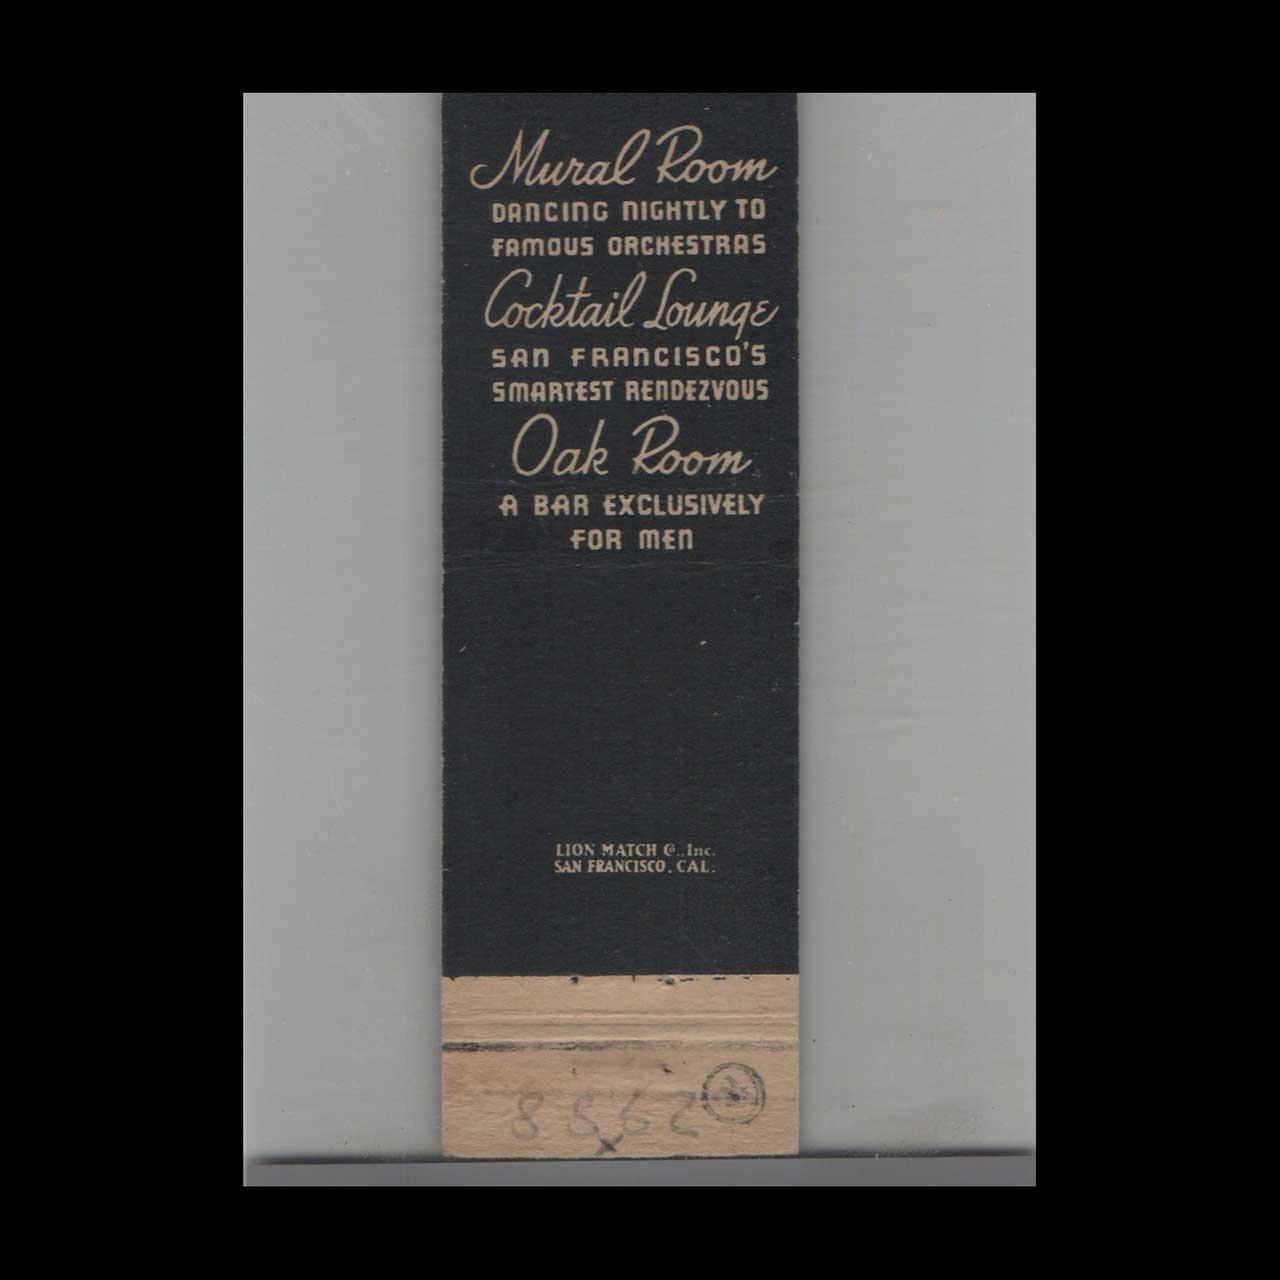 Mural Room
DANCING NIGHTLY TO
FAMOUS ORCHESTRAS
Cocktail Lounge
SAN FRANCISCO'S
SMARTEST RENDEZVOUS
Oak Room
A BAR EXCLUSIVELY
FOR MEN
LION MATCH Co., Inc.
SAN FRANCISCO, CAL.